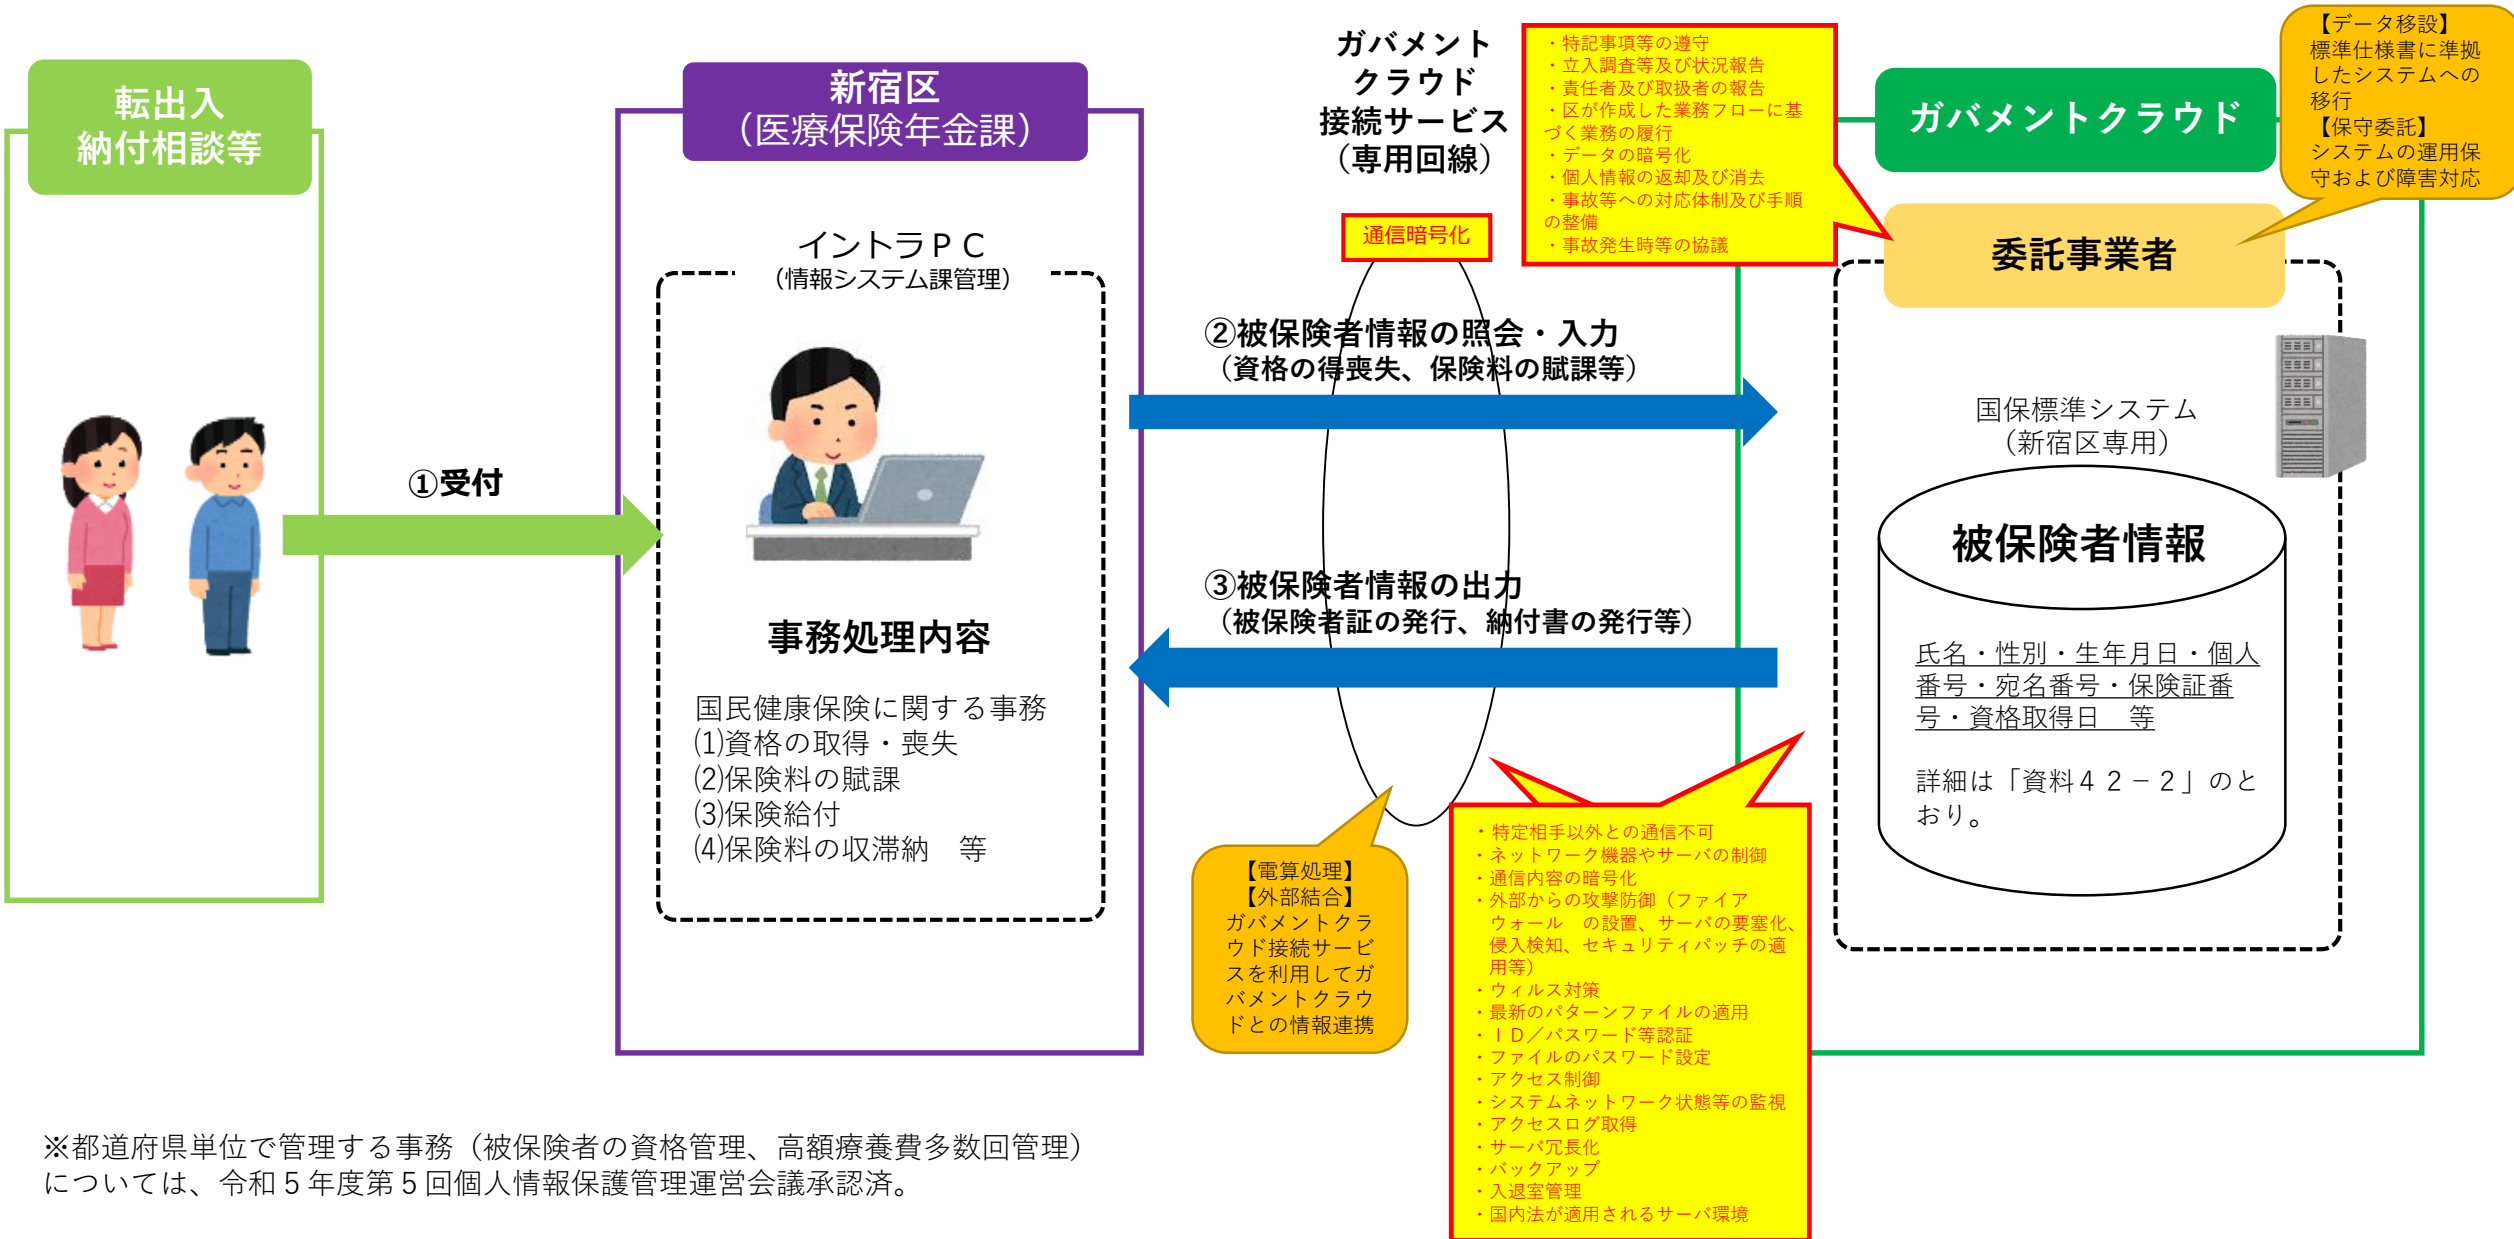 転出入
納付相談等
新宿区
（医療保険年金課）
ガバメント
クラウド
接続サービス
（専用回線）
・特記事項等の遵守
・立入調査等及び状況報告
・責任者及び取扱者の報告
・区が作成した業務フローに基
づく業務の履行
・データの暗号化
・個人情報の返却及び消去
・事故等への対応体制及び手順
の整備
・事故発生時等の協議
ガバメントクラウド
【データ移設】
標準仕様書に準拠
したシステムへの
移行
【保守委託】
システムの運用保
守および障害対応
イントラＰＣ
（情報システム課管理）
通信暗号化
委託事業者
②被保険者情報の照会・入力
（資格の得喪失、保険料の賦課等）
国保標準システム
（新宿区専用）
①受付
被保険者情報
③被保険者情報の出力
（被保険者証の発行、納付書の発行等）
氏名・性別・生年月日・個人
番号・宛名番号・保険証番
号・資格取得日　等
詳細は「資料４２－２」のと
おり。
事務処理内容
国民健康保険に関する事務
⑴資格の取得・喪失
⑵保険料の賦課
⑶保険給付
⑷保険料の収滞納　等
【電算処理】
【外部結合】
ガバメントクラ
ウド接続サービ
スを利用してガ
バメントクラウ
ドとの情報連携
・特定相手以外との通信不可
・ネットワーク機器やサーバの制御
・通信内容の暗号化
・外部からの攻撃防御（ファイア
ウォール　の設置、サーバの要塞化、
侵入検知、セキュリティパッチの適
用等）
・ウィルス対策
・最新のパターンファイルの適用
・ＩＤ／パスワード等認証
・ファイルのパスワード設定
・アクセス制御
・システムネットワーク状態等の監視
・アクセスログ取得
・サーバ冗長化
・バックアップ
・入退室管理
・国内法が適用されるサーバ環境
※都道府県単位で管理する事務（被保険者の資格管理、高額療養費多数回管理）
については、令和５年度第５回個人情報保護管理運営会議承認済。